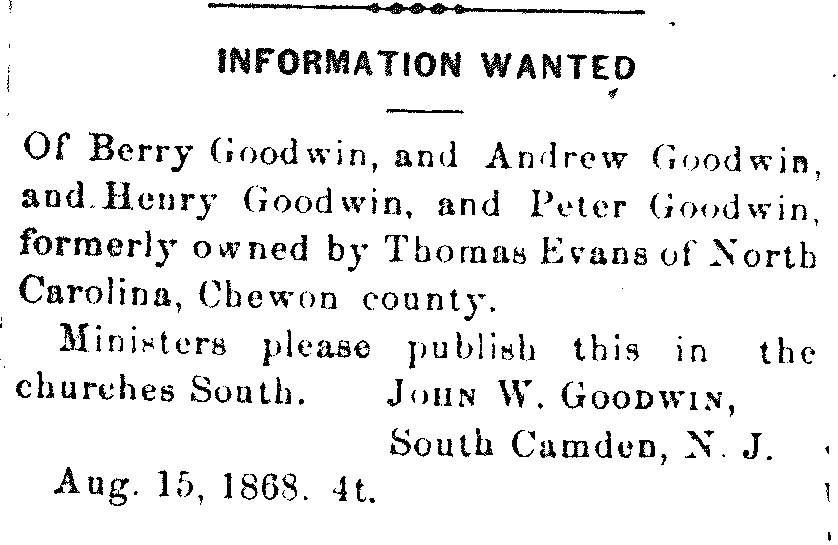 INFORMATION WANTED
Of Berry Goodwin, and Andrew Goodwin,
and Henry Goodwin, and Peter Goodwin,
formerly owned by Thomas Evans of North
Carolina, Chewon county.
Ministers please publish this in the
churches South. JOHN W. GOODWIN,
South Camden, N. J.
Aug. 15, 1868. 4t.